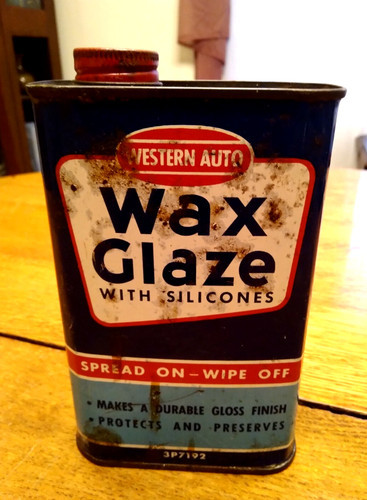 WESTERN AUTO
Wax
Glaze
WITH SILICONES
SPREAD ON — WIPE OFF
• MAKES A DURABLE GLOSS FINISH
• PROTECTS AND PRESERVES
3P7192